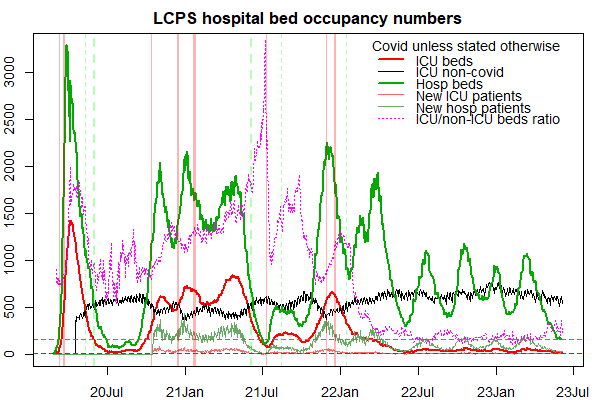 LCPS hospital bed occupancy numbers
Covid unless stated otherwise
ICU beds
ICU non-covid
Hosp beds
New ICU patients
New hosp patients
ICU/non-ICU beds ratio
3000
2500
2000
1500
1000
500
0
20Jul 21Jan 21Jul 22Jan 22Jul 23Jan 23Jul